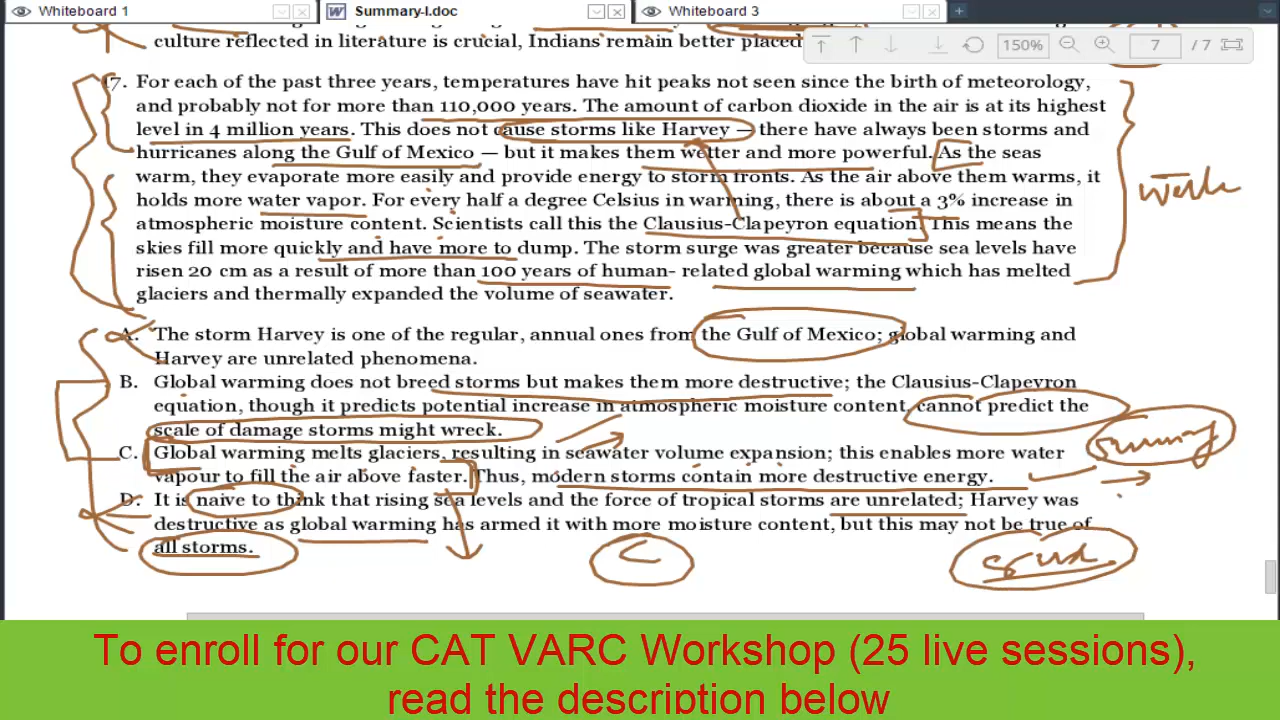 Whiteboard 1
Summary-I.doc
Whiteboard 3
150%
7
/ 7
culture reflected in literature is crucial, Indians remain better placed
17. For each of the past three years, temperatures have hit peaks not seen since the birth of meteorology,
and probably not for more than 110,000 years. The amount of carbon dioxide in the air is at its highest
level in 4 million years. This does not cause storms like Harvey — there have always been storms and
hurricanes along the Gulf of Mexico — but it makes them wetter and more powerful. As the seas
warm, they evaporate more easily and provide energy to storm fronts. As the air above them warms, it
holds more water vapor. For every half a degree Celsius in warming, there is about a 3% increase in
atmospheric moisture content. Scientists call this the Clausius-Clapeyron equation. This means the
skies fill more quickly and have more to dump. The storm surge was greater because sea levels have
risen 20 cm as a result of more than 100 years of human- related global warming which has melted
glaciers and thermally expanded the volume of seawater.
A. The storm Harvey is one of the regular, annual ones from the Gulf of Mexico; global warming and
Harvey are unrelated phenomena.
B. Global warming does not breed storms but makes them more destructive; the Clausius-Clapeyron
equation, though it predicts potential increase in atmospheric moisture content, cannot predict the
scale of damage storms might wreck.
C. Global warming melts glaciers, resulting in seawater volume expansion; this enables more water
vapour to fill the air above faster. Thus, modern storms contain more destructive energy.
D. It is naive to think that rising sea levels and the force of tropical storms are unrelated; Harvey was
destructive as global warming has armed it with more moisture content, but this may not be true of
all storms.
C
To enroll for our CAT VARC Workshop (25 live sessions),
read the description below